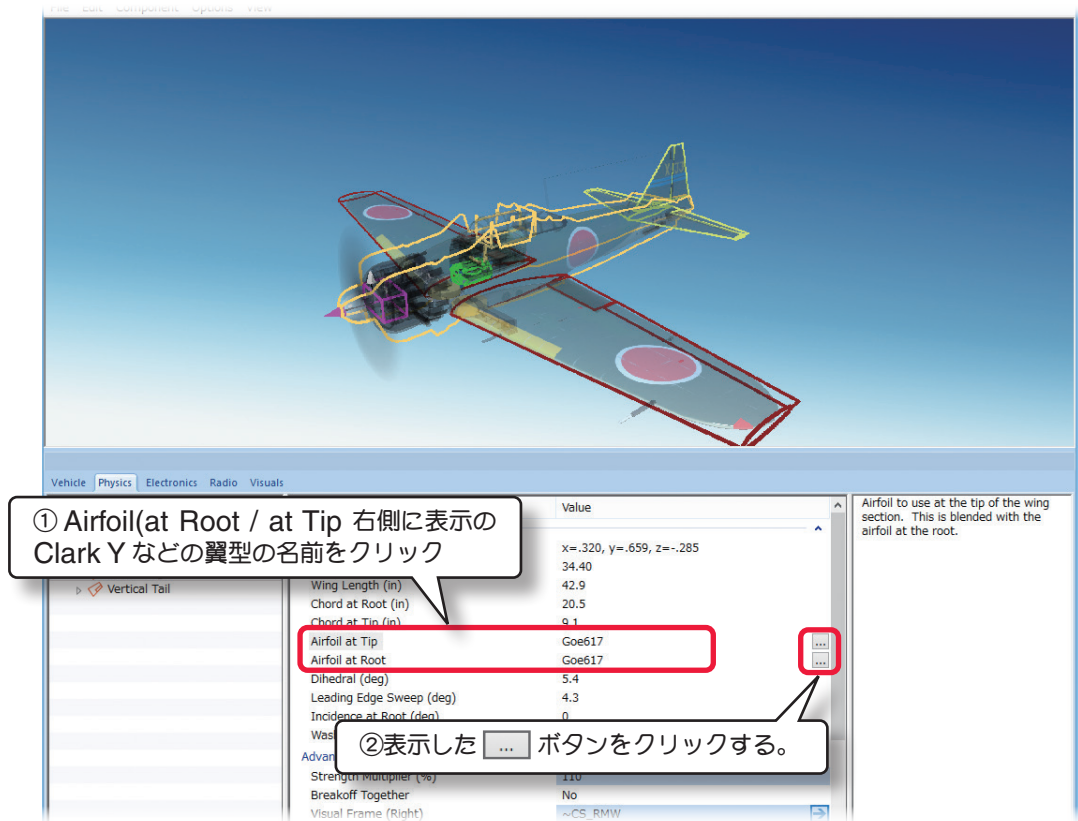 File Edit Component Options View
Vehicle Physics Electronics Radio Visuals
① Airfoil(at Root / at Tip 右側に表示の
Clark Y などの翼型の名前をクリック
Vertical Tail
Value
x=.320, y=.659, z=-.285
34.40
Wing Length (in) 42.9
Chord at Root (in) 20.5
Chord at Tip (in) 9.1
Airfoil at Tip Goe617 ...
Airfoil at Root Goe617 ...
Dihedral (deg) 5.4
Leading Edge Sweep (deg) 4.3
Incidence at Root (deg) 0
Was
②表示した ... ボタンをクリックする。
Advan
Strength Multiplier (%) 110
Breakoff Together No
Visual Frame (Right) ~CS_RMW
Airfoil to use at the tip of the wing
section. This is blended with the
airfoil at the root.